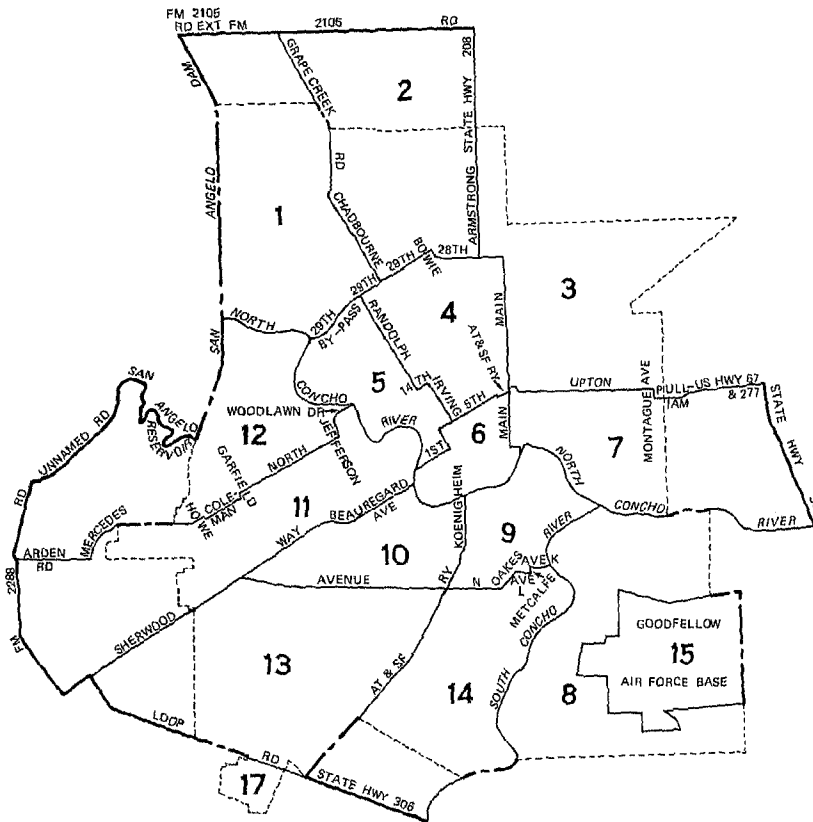 FM 2105
RD EXT FM 2105 RD
DAM
GRAPE CREEK
2
STATE HWY 208
ANGELO
RD
ARMSTRONG
1
CHADBOURNE
BOWIE
28TH
29TH
29TH
3
NORTH
29TH
BY-PASS
RANDOLPH
4
MAIN
SAN
AT&SF RY
SAN
ANGELO
CONCHO
5
14TH
IRVING
6TH
UPTON
MONTAGUE AVE
US HWY 67
& 277
STATE HWY
WOODLAWN DR
RIVER
UNNAMED RD
12
JEFFERSON
1ST
6
MAIN
7
GARFIELD
NORTH
NORTH
RD
MERCEDES
HOWE
COLE-
MAN
11
BEAUREGARD
AVE
KOENIGHEIM
9
RIVER
CONCHO
RIVER
ARDEN
RD
WAY
10
OAKES
AVE K
AVE L
METCALFE
2288
FM
SHERWOOD
AVENUE
RY
N
CONCHO
GOODFELLOW
15
AIR FORCE BASE
13
AT & SF
14
SOUTH
8
LOOP
RD
17
STATE HWY 306